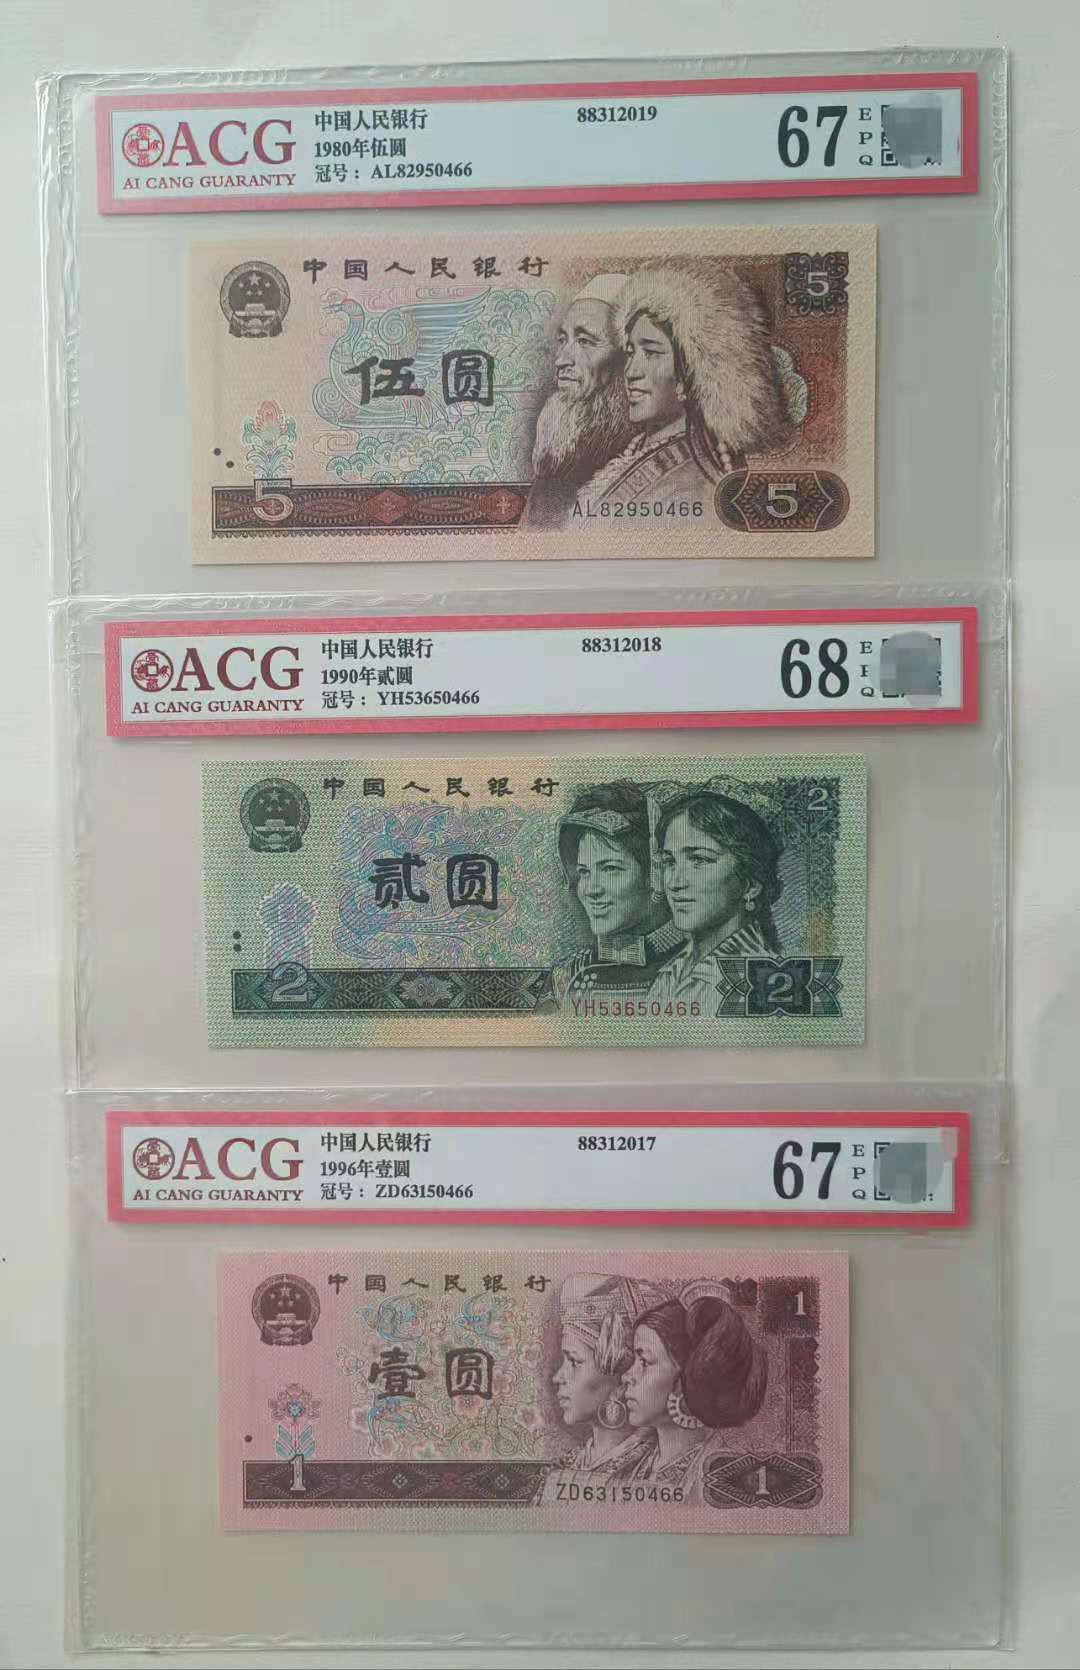 ACG
AI CANG GUARANTY
中国人民银行
1980年伍圆
冠号：AL82950466
88312019
67
EPQ
中国人民银行
5
伍圆
5
AL82950466
5
ACG
AI CANG GUARANTY
中国人民银行
1990年贰圆
冠号：YH53650466
88312018
68
EPQ
中国人民银行
2
贰圆
2
YH53650466
2
ACG
AI CANG GUARANTY
中国人民银行
1996年壹圆
冠号：ZD63150466
88312017
67
EPQ
中国人民银行
1
壹圆
1
ZD63150466
1